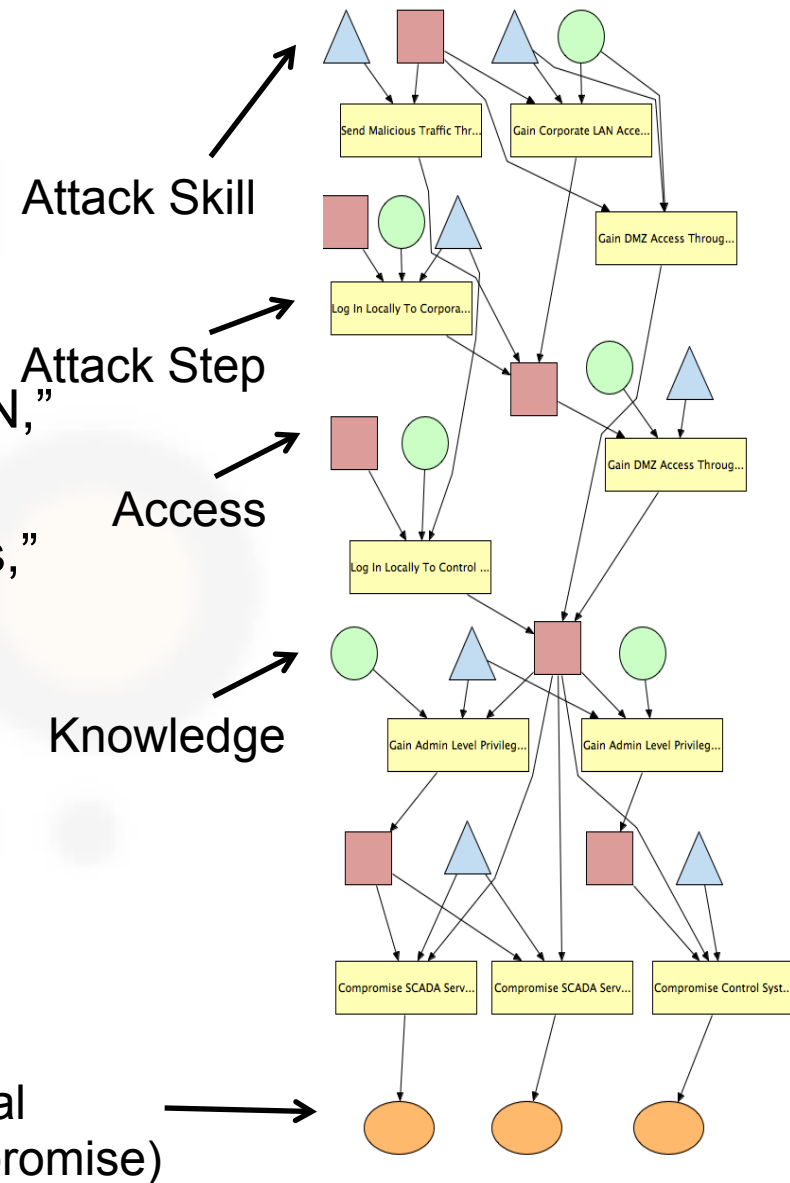 Send Malicious Traffic Thr...
Gain Corporate LAN Acce...
Attack Skill
Gain DMZ Access Throug...
Log In Locally To Corpora...
Attack Step
N,”
Gain DMZ Access Throug...
Access
s,”
Log In Locally To Control ...
Knowledge
Gain Admin Level Privileg...
Gain Admin Level Privileg...
Compromise SCADA Serv...
Compromise SCADA Serv...
Compromise Control Syst...
al
promise)